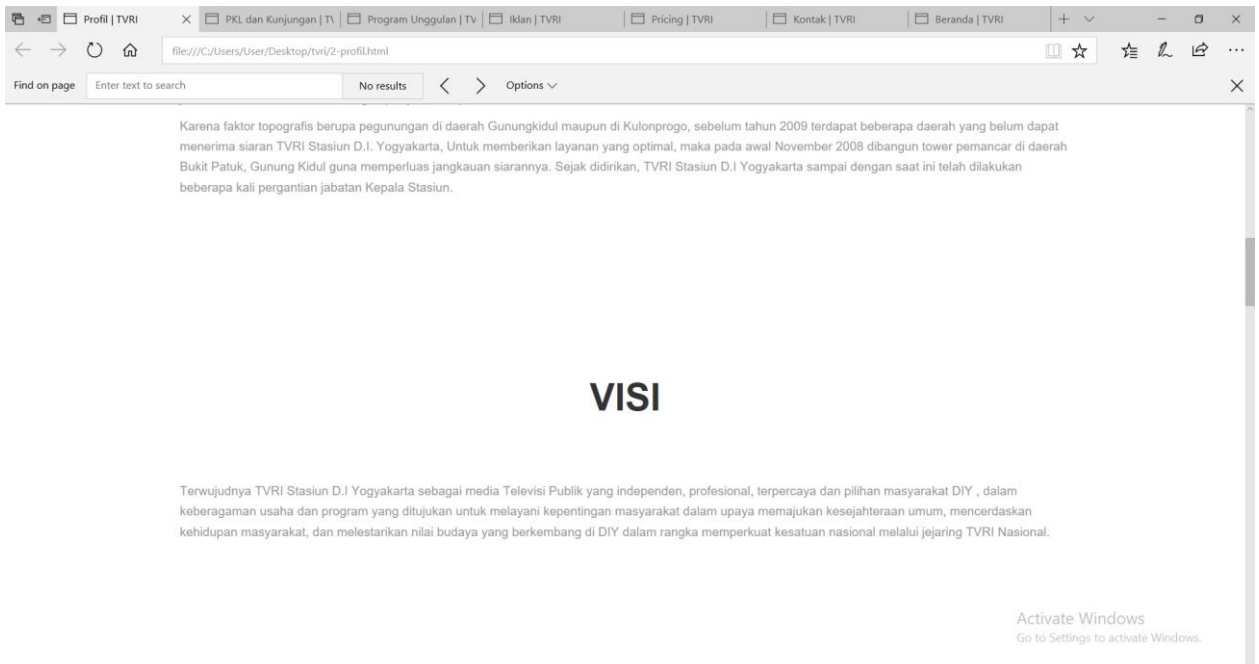 Profil | TVRI
PKL dan Kunjungan | T
Program Unggulan | TV
Iklan | TVRI
Pricing | TVRI
Kontak | TVRI
Beranda | TVRI
file:///C:/Users/User/Desktop/tvri/2-profil.html
Find on page
Enter text to search
No results
Options
Karena faktor topografis berupa pegunungan di daerah Gunungkidul maupun di Kulonprogo, sebelum tahun 2009 terdapat beberapa daerah yang belum dapat
menerima siaran TVRI Stasiun D.I. Yogyakarta, Untuk memberikan layanan yang optimal, maka pada awal November 2008 dibangun tower pemancar di daerah
Bukit Patuk, Gunung Kidul guna memperluas jangkauan siarannya. Sejak didirikan, TVRI Stasiun D.I Yogyakarta sampai dengan saat ini telah dilakukan
beberapa kali pergantian jabatan Kepala Stasiun.
VISI
Terwujudnya TVRI Stasiun D.I Yogyakarta sebagai media Televisi Publik yang independen, profesional, terpercaya dan pilihan masyarakat DIY , dalam
keberagaman usaha dan program yang ditujukan untuk melayani kepentingan masyarakat dalam upaya memajukan kesejahteraan umum, mencerdaskan
kehidupan masyarakat, dan melestarikan nilai budaya yang berkembang di DIY dalam rangka memperkuat kesatuan nasional melalui jejaring TVRI Nasional.
Activate Windows
Go to Settings to activate Windows.